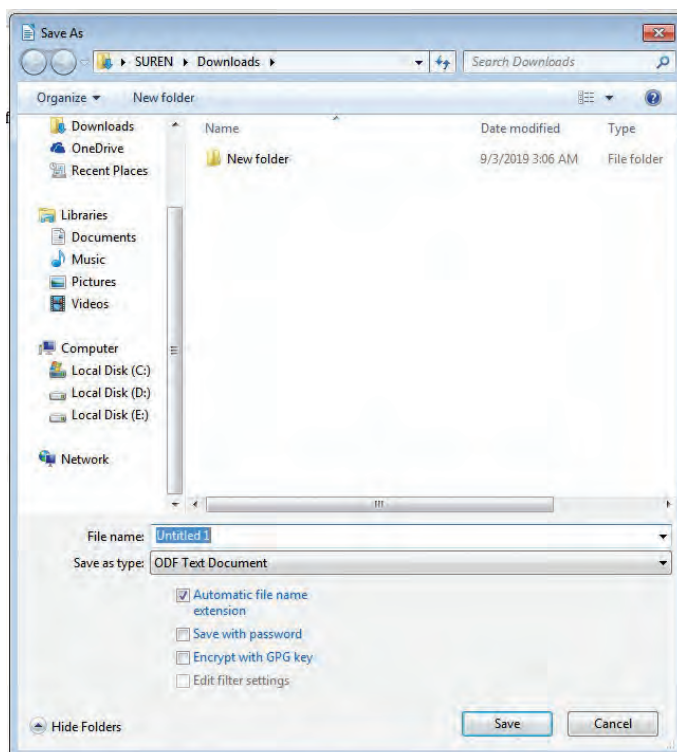 Save As
SUREN Downloads
Search Downloads
Organize New folder
Downloads
OneDrive
Recent Places
Libraries
Documents
Music
Pictures
Videos
Computer
Local Disk (C:)
Local Disk (D:)
Local Disk (E:)
Network
Name Date modified Type
New folder 9/3/2019 3:06 AM File folder
File name: Untitled 1
Save as type: ODF Text Document
Automatic file name
extension
Save with password
Encrypt with GPG key
Edit filter settings
Hide Folders
Save Cancel